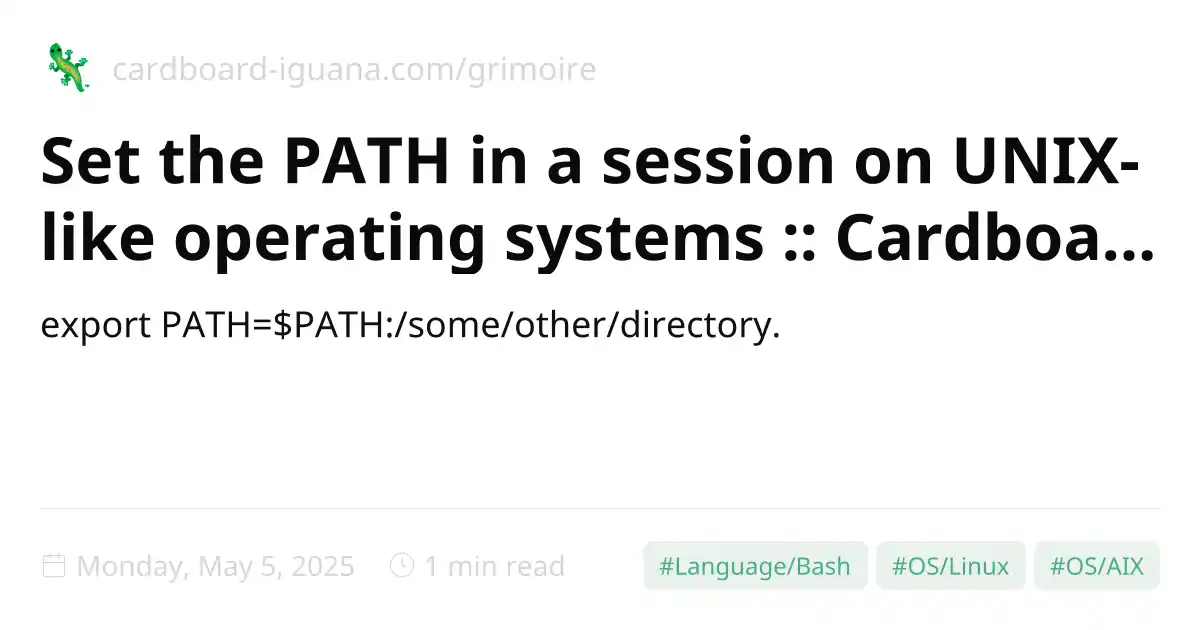 cardboard-iguana.com/grimoire
Set the PATH in a session on UNIX-
like operating systems :: Cardboa...
export PATH=$PATH:/some/other/directory.
Monday, May 5, 2025 1 min read #Language/Bash #OS/Linux #OS/AIX